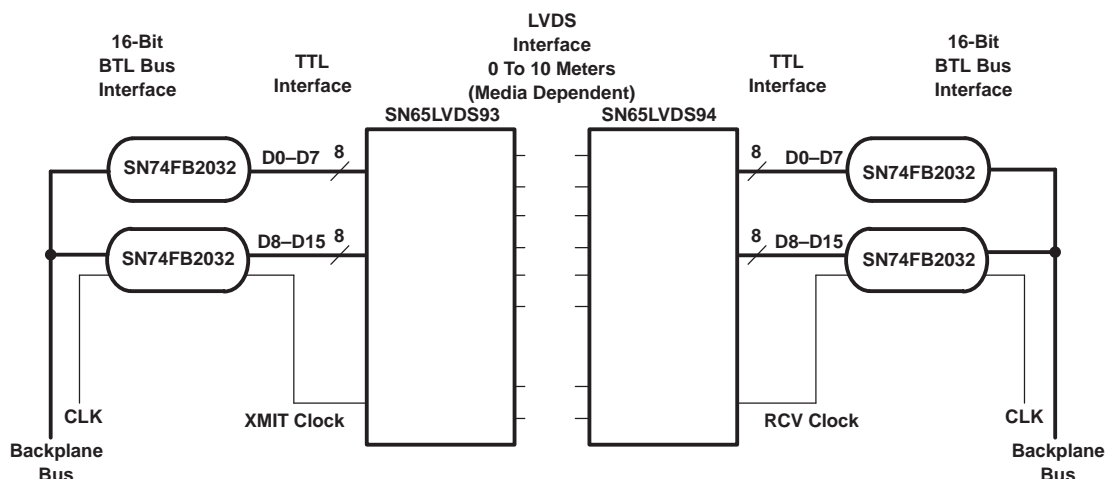 LVDS
Interface
0 To 10 Meters
(Media Dependent)
16-Bit
BTL Bus
Interface
TTL
Interface
TTL
Interface
16-Bit
BTL Bus
Interface
SN65LVDS93
SN65LVDS94
SN74FB2032
D0–D7
8
8
D0–D7
SN74FB2032
SN74FB2032
D8–D15
8
8
D8–D15
SN74FB2032
CLK
XMIT Clock
RCV Clock
CLK
Backplane
Bus
Backplane
Bus